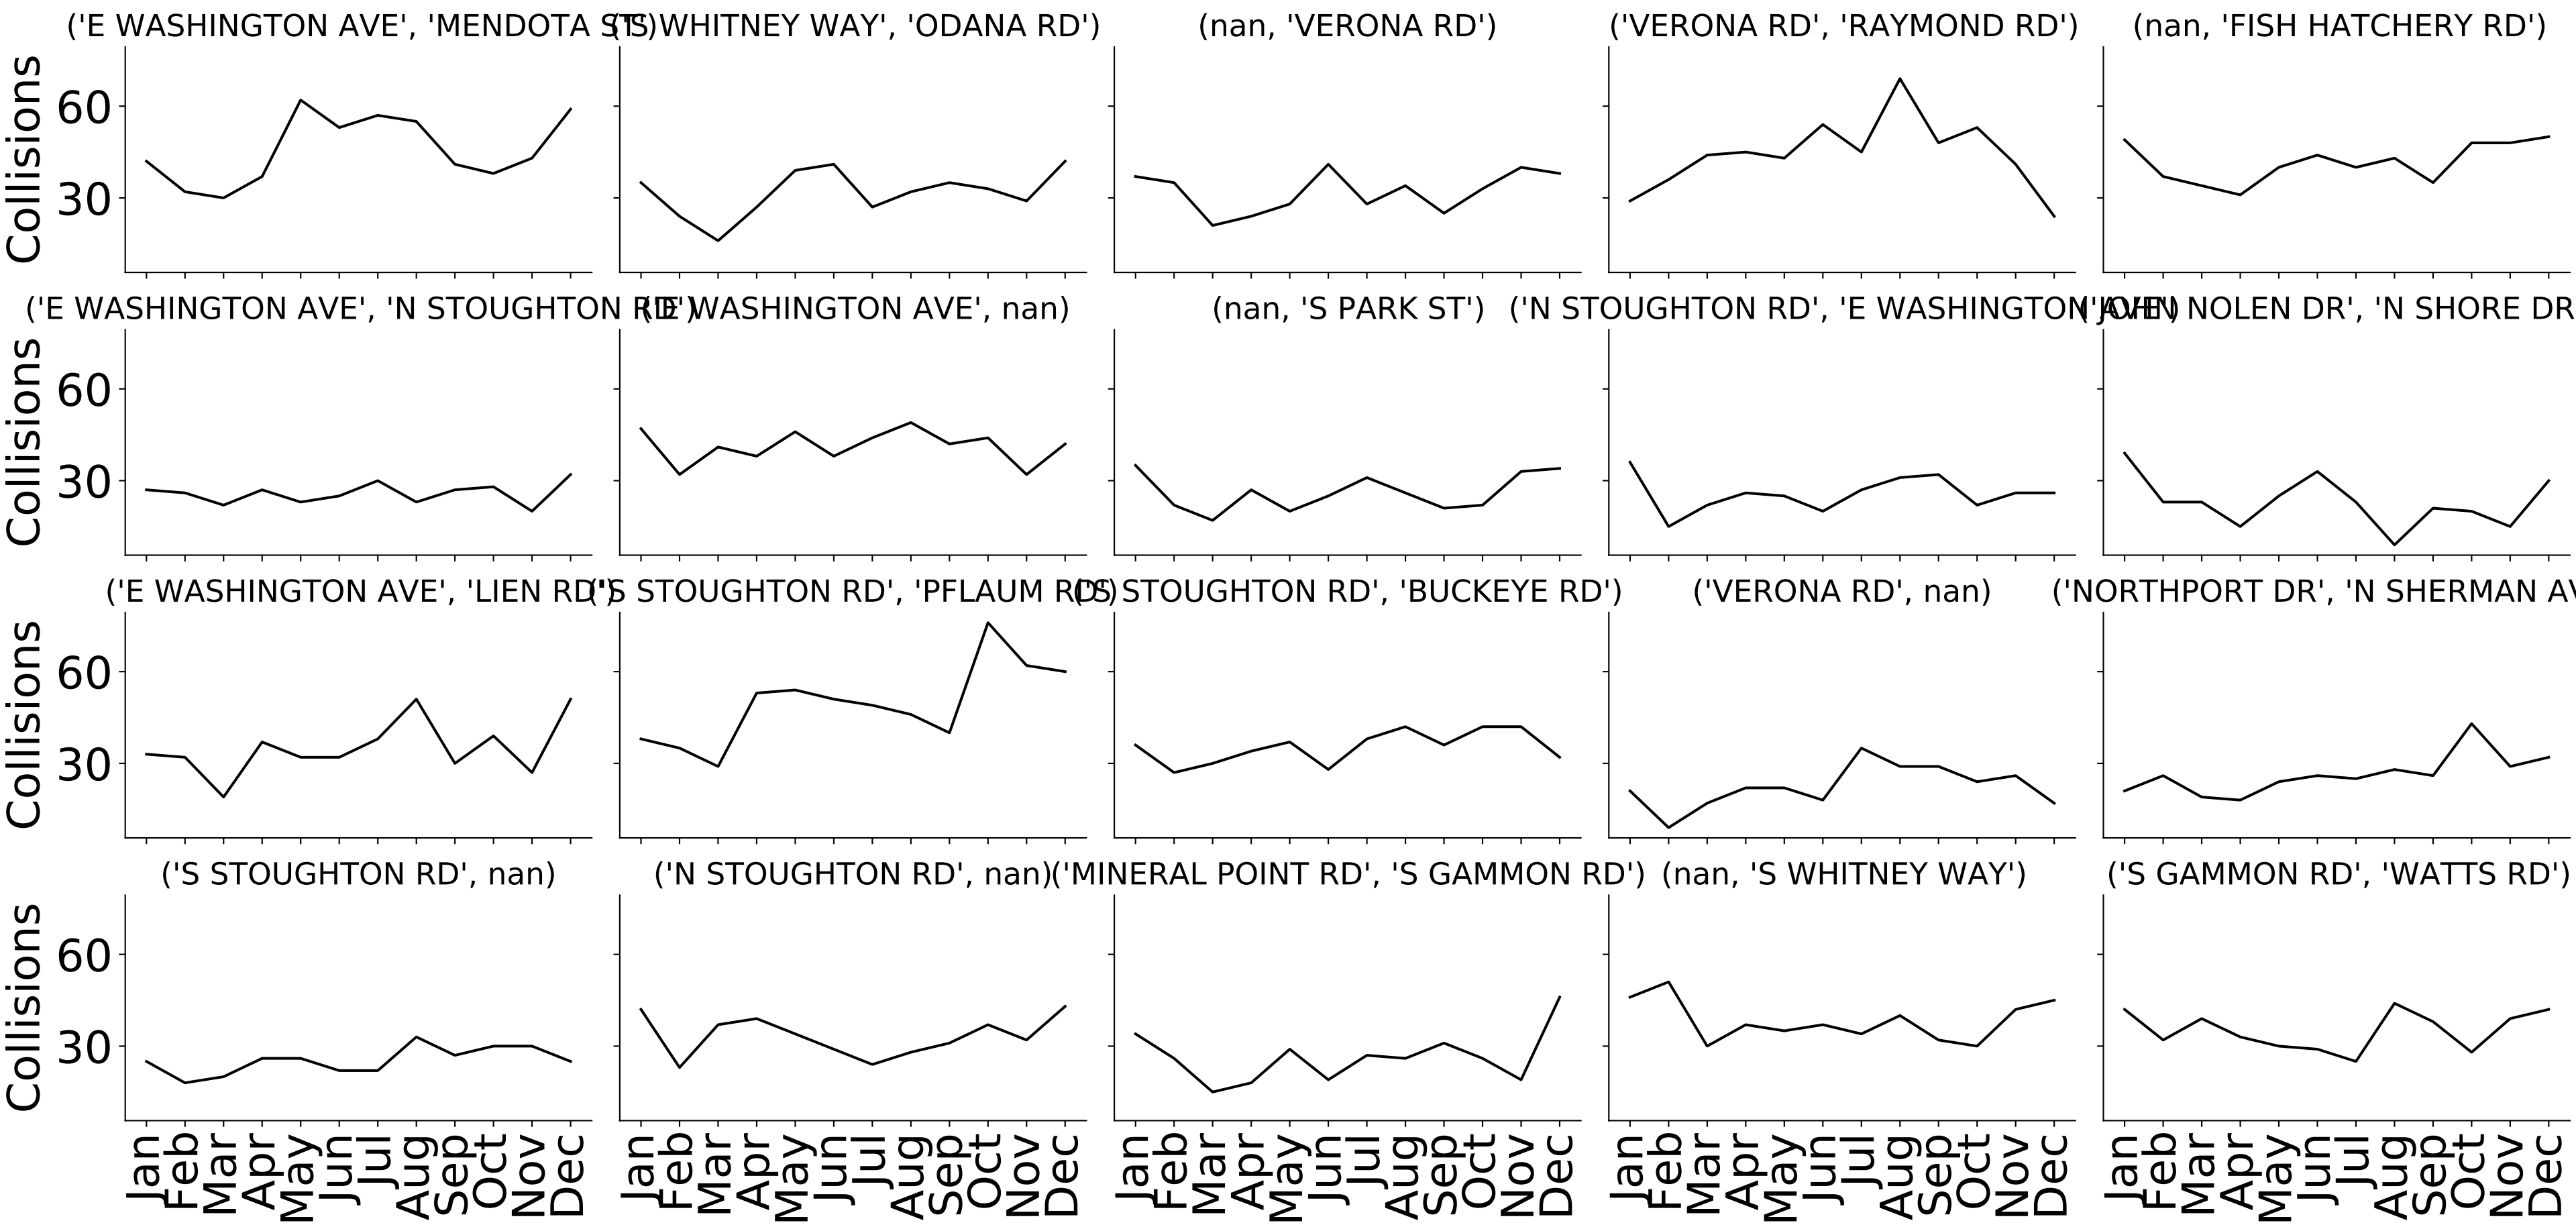 ('E WASHINGTON AVE', 'MENDOTA ST')
('S WHITNEY WAY', 'ODANA RD')
(nan, 'VERONA RD')
('VERONA RD', 'RAYMOND RD')
(nan, 'FISH HATCHERY RD')
Collisions
60
30
('E WASHINGTON AVE', 'N STOUGHTON RD')
('E WASHINGTON AVE', nan)
(nan, 'S PARK ST')
('N STOUGHTON RD', 'E WASHINGTON AVE')
('JOHN NOLEN DR', 'N SHORE DR
Collisions
60
30
('E WASHINGTON AVE', 'LIEN RD')
('S STOUGHTON RD', 'PFLAUM RD')
('S STOUGHTON RD', 'BUCKEYE RD')
('VERONA RD', nan)
('NORTHPORT DR', 'N SHERMAN AV
Collisions
60
30
('S STOUGHTON RD', nan)
('N STOUGHTON RD', nan)
('MINERAL POINT RD', 'S GAMMON RD')
(nan, 'S WHITNEY WAY')
('S GAMMON RD', 'WATTS RD')
Collisions
60
30
Jan Feb Mar Apr May Jun Jul Aug Sep Oct Nov Dec
Jan Feb Mar Apr May Jun Jul Aug Sep Oct Nov Dec
Jan Feb Mar Apr May Jun Jul Aug Sep Oct Nov Dec
Jan Feb Mar Apr May Jun Jul Aug Sep Oct Nov Dec
Jan Feb Mar Apr May Jun Jul Aug Sep Oct Nov Dec